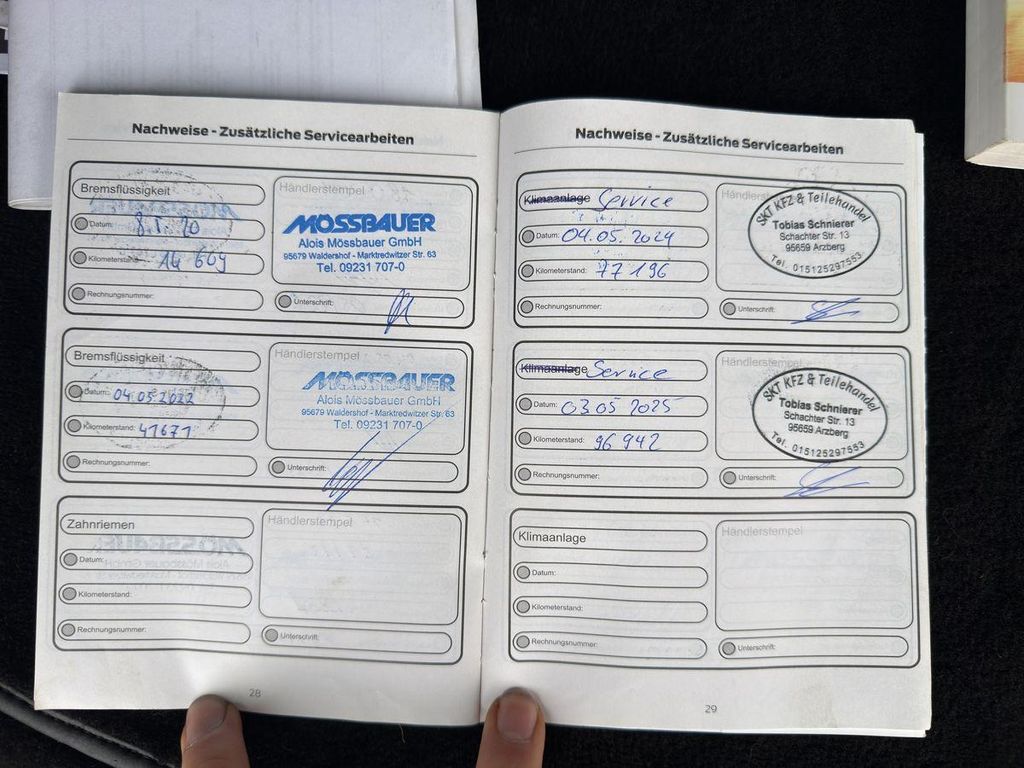 Nachweise - Zusätzliche Servicearbeiten
Bremsflüssigkeit
Datum:
Kilometerstand: 14 609
Rechnungsnummer:
Händlerstempel
MÖSSBAUER
Alois Mössbauer GmbH
95679 Waldershof - Marktredwitzer Str. 63
Tel. 09231 707-0
Unterschrift:
Bremsflüssigkeit
Datum: 04.05.2022
Kilometerstand: 41671
Rechnungsnummer:
Händlerstempel
MÖSSBAUER
Alois Mössbauer GmbH
95679 Waldershof - Marktredwitzer Str. 63
Tel. 09231 707-0
Unterschrift:
Zahnriemen
Datum:
Kilometerstand:
Rechnungsnummer:
Händlerstempel
Unterschrift:
28
Nachweise - Zusätzliche Servicearbeiten
Klimaanlage Service
Datum: 04.05.2024
Kilometerstand: 77 196
Rechnungsnummer:
Händlerstempel
SKT KFZ & Teilehandel
Tobias Schnierer
Schachter Str. 13
95659 Arzberg
Tel. 015125297553
Unterschrift:
Klimaanlage Service
Datum: 03 05 2025
Kilometerstand: 96 942
Rechnungsnummer:
Händlerstempel
SKT KFZ & Teilehandel
Tobias Schnierer
Schachter Str. 13
95659 Arzberg
Tel. 015125297553
Unterschrift:
Klimaanlage
Datum:
Kilometerstand:
Rechnungsnummer:
Händlerstempel
Unterschrift:
29